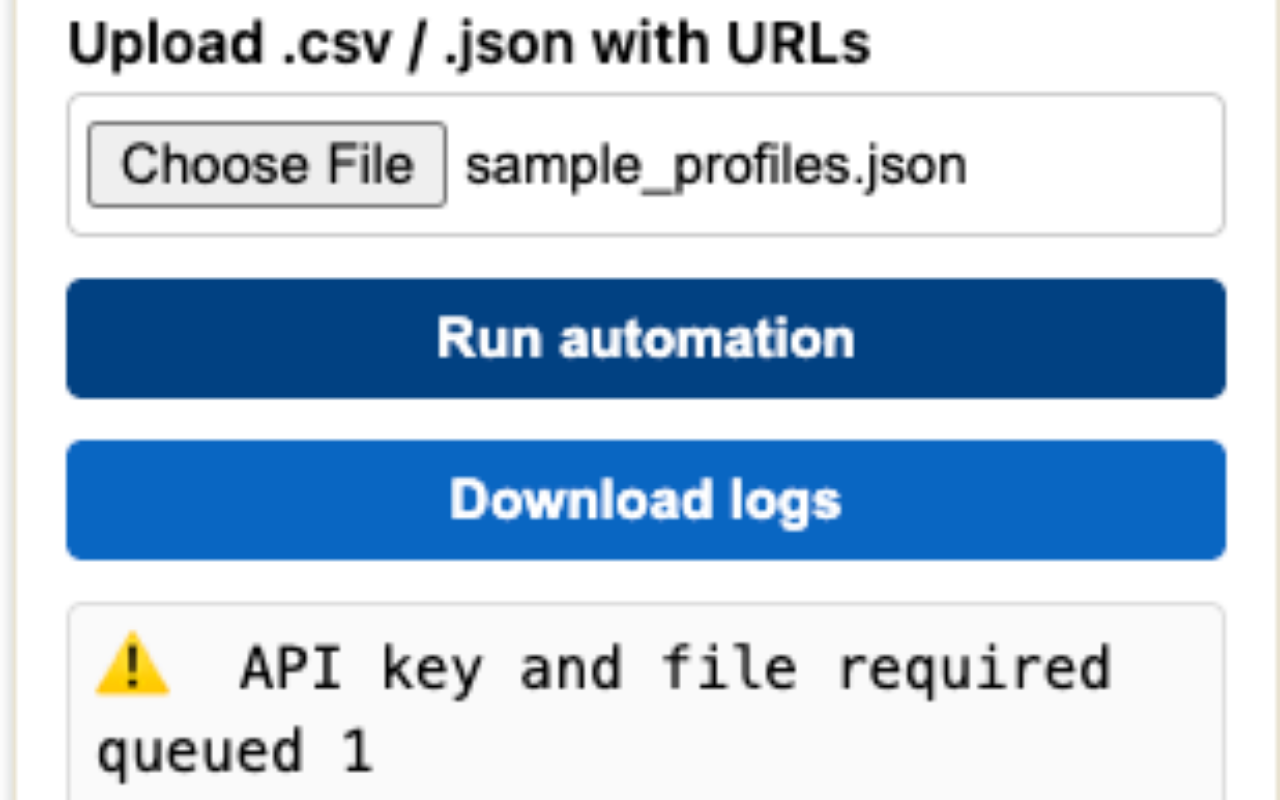 Upload .csv / .json with URLs
Choose File sample_profiles.json
Run automation
Download logs
⚠️ API key and file required
queued 1